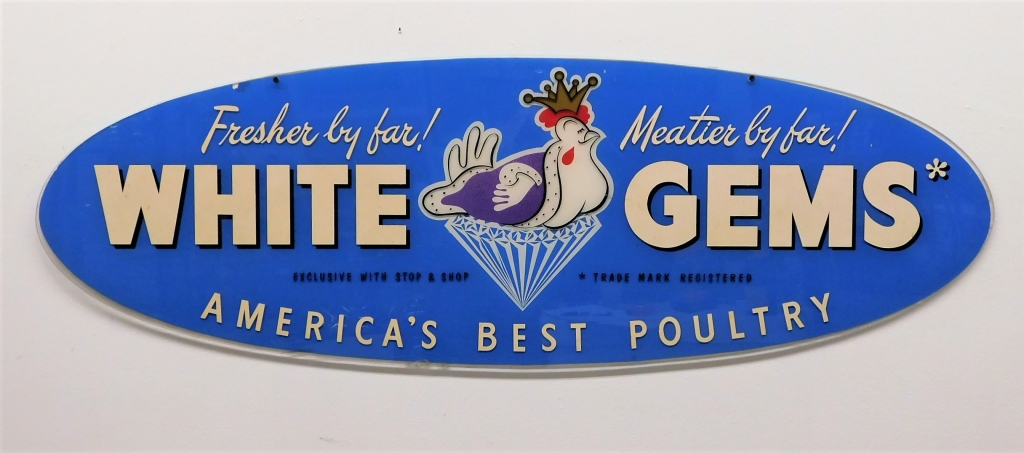 Fresher by far! Meatier by far!
WHITE GEMS*
EXCLUSIVE WITH STOP & SHOP * TRADE MARK REGISTERED
AMERICA'S BEST POULTRY